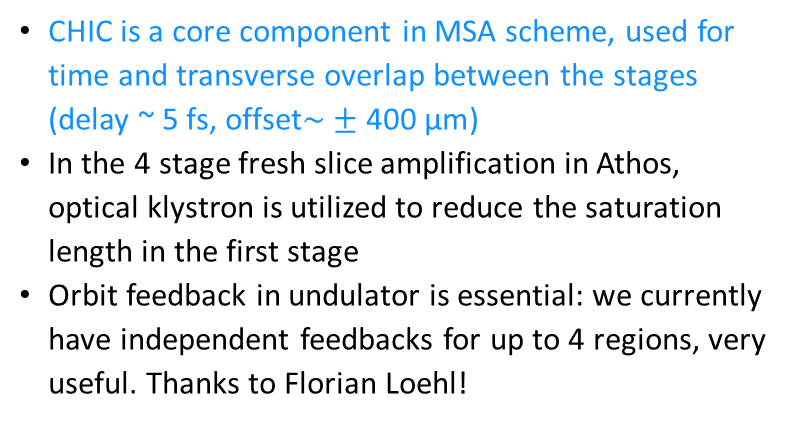 • CHIC is a core component in MSA scheme, used for
time and transverse overlap between the stages
(delay ~ 5 fs, offset∼ ± 400 μm)
• In the 4 stage fresh slice amplification in Athos,
optical klystron is utilized to reduce the saturation
length in the first stage
• Orbit feedback in undulator is essential: we currently
have independent feedbacks for up to 4 regions, very
useful. Thanks to Florian Loehl!